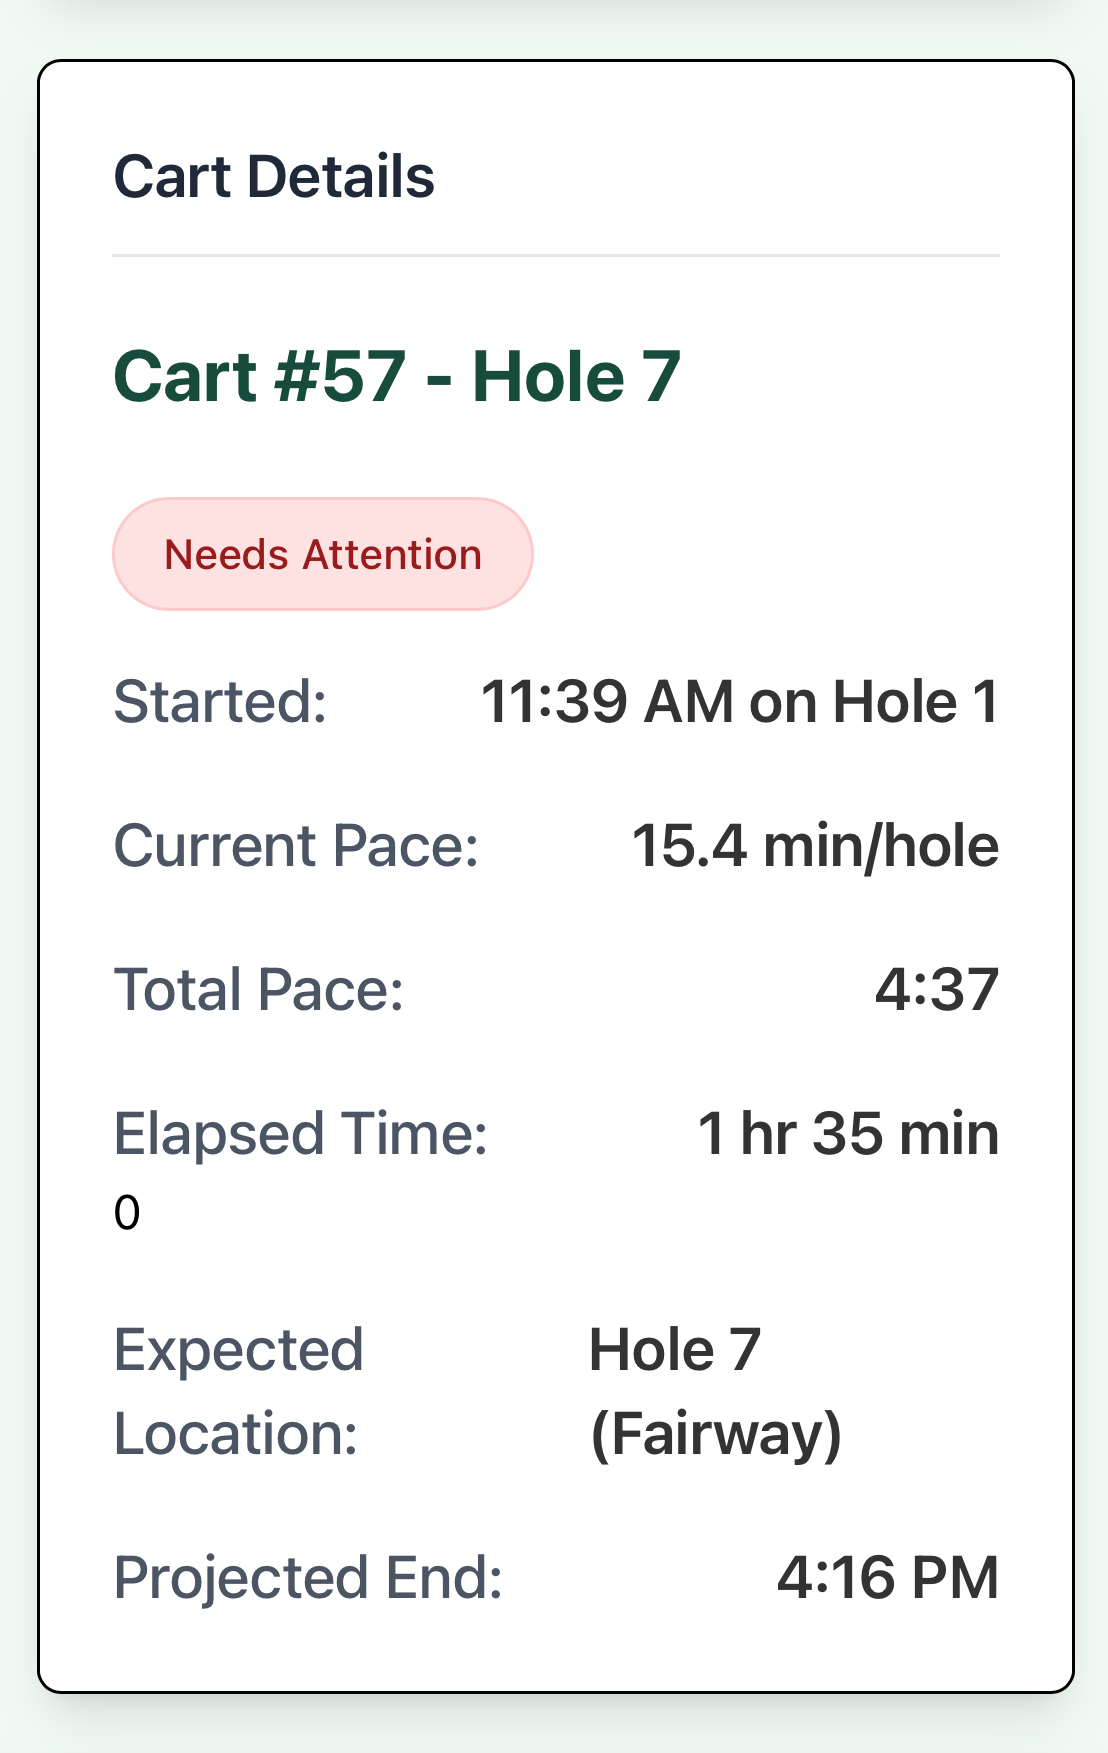 Cart Details
Cart #57 - Hole 7
Needs Attention
Started: 11:39 AM on Hole 1
Current Pace: 15.4 min/hole
Total Pace: 4:37
Elapsed Time: 1 hr 35 min
0
Expected Hole 7
Location: (Fairway)
Projected End: 4:16 PM